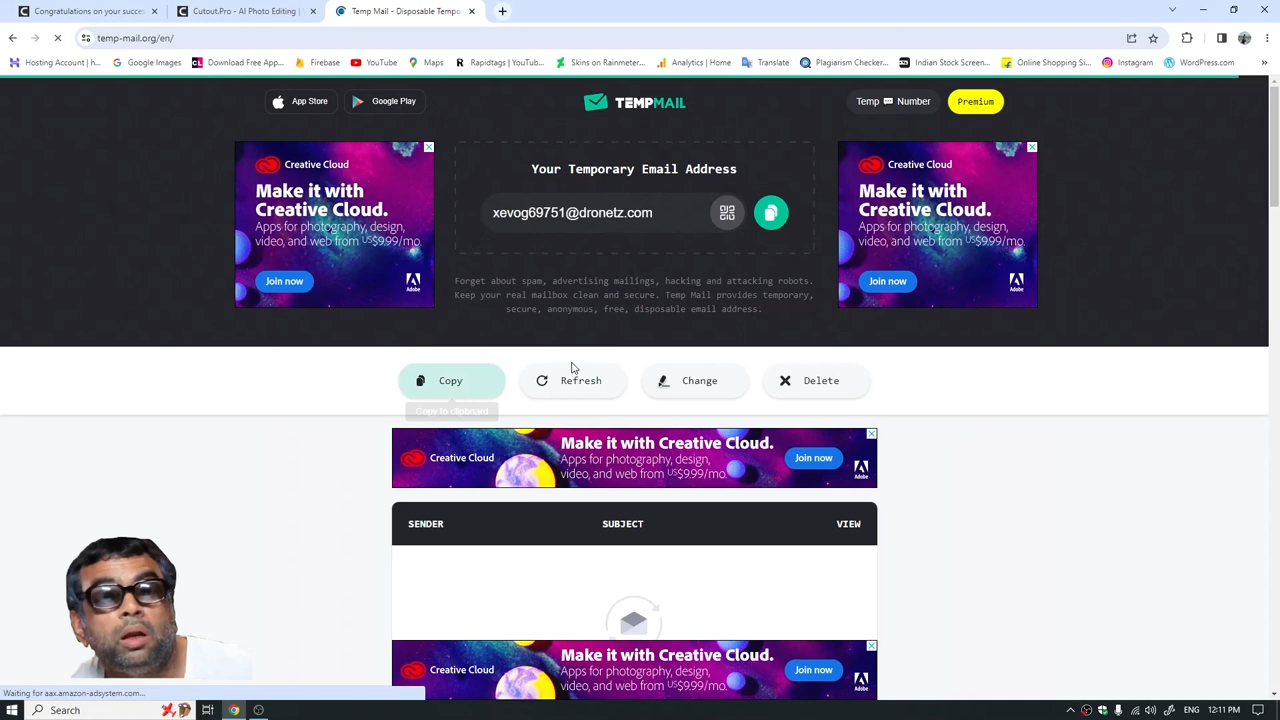 Congratulations on your succes
Cutout.Pro - AI Photo Editing |
Temp Mail - Disposable Tempo
temp-mail.org/en/
Hosting Account | h...
Google Images
Download Free App...
Firebase
YouTube
Maps
Rapidtags | YouTub...
Skins on Rainmeter...
Analytics | Home
Translate
Plagiarism Checker...
Indian Stock Screen...
Online Shopping Si...
Instagram
WordPress.com
App Store
Google Play
TEMPMAIL
Temp Number
Premium
Creative Cloud
Make it with
Creative Cloud.
Apps for photography, design,
video, and web from US$9.99/mo.
Join now
Adobe
Your Temporary Email Address
xevog69751@dronetz.com
Forget about spam, advertising mailings, hacking and attacking robots.
Keep your real mailbox clean and secure. Temp Mail provides temporary,
secure, anonymous, free, disposable email address.
Creative Cloud
Make it with
Creative Cloud.
Apps for photography, design,
video, and web from US$9.99/mo.
Join now
Adobe
Copy
Refresh
Change
Delete
Copy to clipboard
Creative Cloud
Make it with Creative Cloud.
Apps for photography, design,
video, and web from US$9.99/mo.
Join now
Adobe
SENDER
SUBJECT
VIEW
Creative Cloud
Make it with Creative Cloud.
Apps for photography, design,
video, and web from US$9.99/mo.
Join now
Adobe
Waiting for aax.amazon-adsystem.com...
Search
ENG
12:11 PM